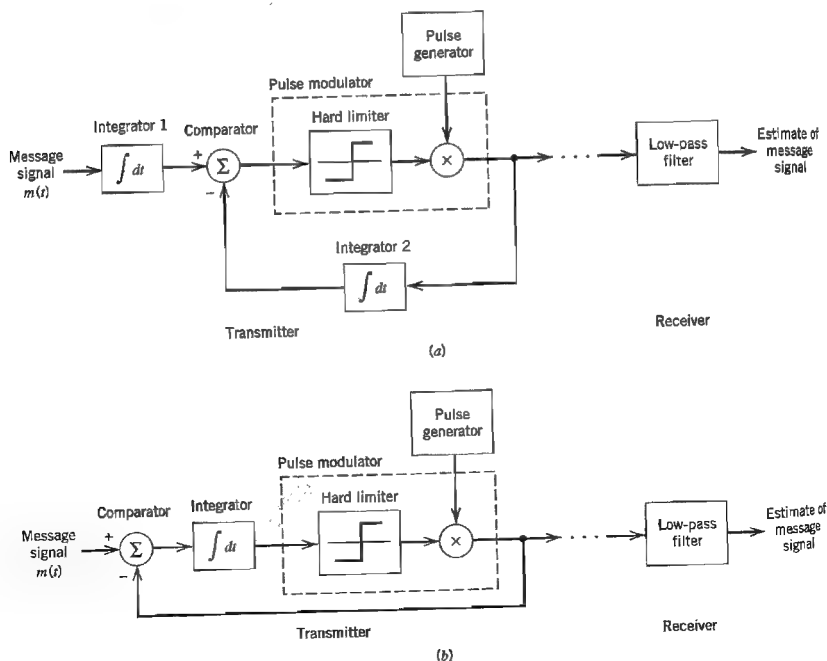 Pulse
generator
Pulse modulator
Hard limiter
Integrator 1
Comparator
Message
signal
m(t)
∫ dt
+
Σ
−
×
Low-pass
filter
Estimate of
message
signal
Integrator 2
∫ dt
Transmitter
Receiver
(a)
Pulse
generator
Pulse modulator
Hard limiter
Comparator
Integrator
Message
signal
m(t)
+
Σ
−
∫ dt
×
Low-pass
filter
Estimate of
message
signal
Transmitter
Receiver
(b)